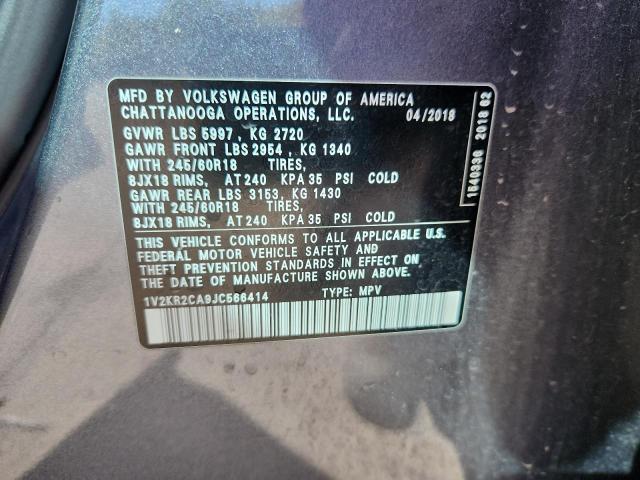 MFD BY VOLKSWAGEN GROUP OF AMERICA
CHATTANOOGA OPERATIONS, LLC. 04/2018
GVWR LBS 5997 , KG 2720
GAWR FRONT LBS 2954 , KG 1340
WITH 245/60R18 TIRES,
8JX18 RIMS, AT 240 KPA 35 PSI COLD
GAWR REAR LBS 3153 , KG 1430
WITH 245/60R18 TIRES,
8JX18 RIMS, AT 240 KPA 35 PSI COLD
THIS VEHICLE CONFORMS TO ALL APPLICABLE U.S.
FEDERAL MOTOR VEHICLE SAFETY AND
THEFT PREVENTION STANDARDS IN EFFECT ON
THE DATE OF MANUFACTURE SHOWN ABOVE.
1V2KR2CA9JC566414 TYPE: MPV
1540336 2018 02